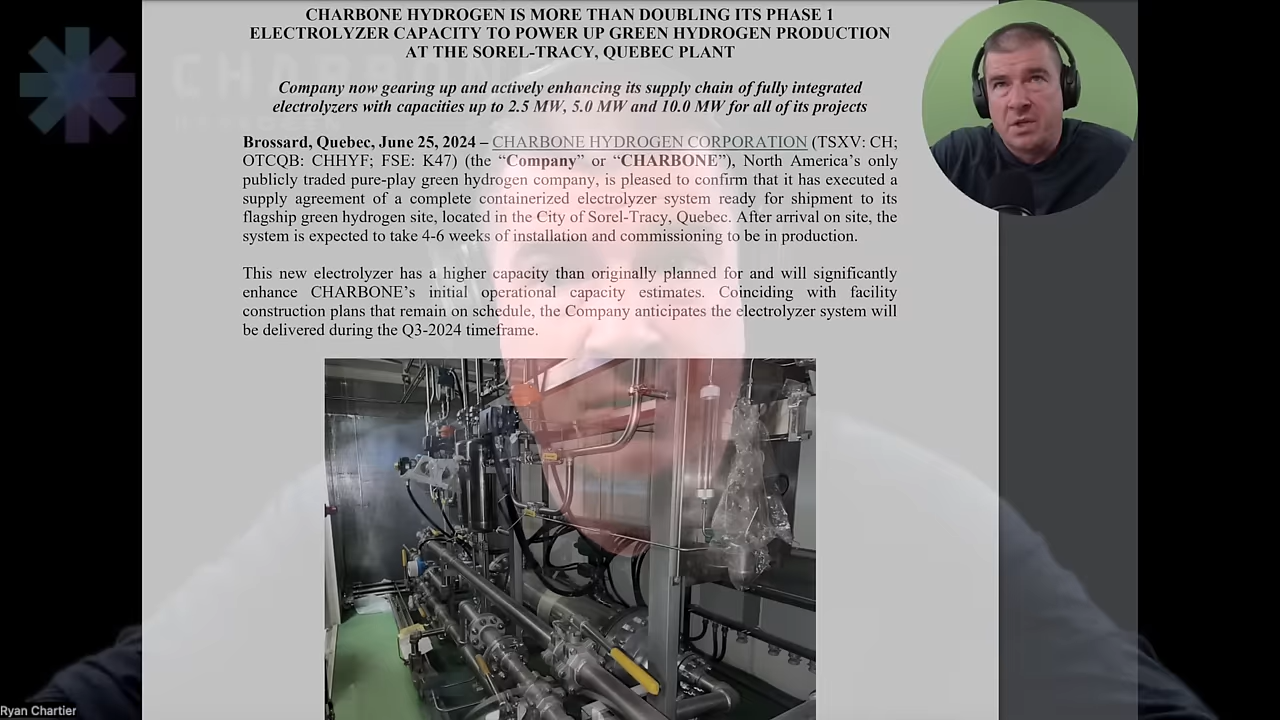 CHARBONE HYDROGEN IS MORE THAN DOUBLING ITS PHASE 1
ELECTROLYZER CAPACITY TO POWER UP GREEN HYDROGEN PRODUCTION
AT THE SOREL-TRACY, QUEBEC PLANT
Company now gearing up and actively enhancing its supply chain of fully integrated
electrolyzers with capacities up to 2.5 MW, 5.0 MW and 10.0 MW for all of its projects
Brossard, Quebec, June 25, 2024 – CHARBONE HYDROGEN CORPORATION (TSXV: CH;
OTCQB: CHHYF; FSE: K47) (the “Company” or “CHARBONE”), North America’s only
publicly traded pure-play green hydrogen company, is pleased to confirm that it has executed a
supply agreement of a complete containerized electrolyzer system ready for shipment to its
flagship green hydrogen site, located in the City of Sorel-Tracy, Quebec. After arrival on site, the
system is expected to take 4-6 weeks of installation and commissioning to be in production.
This new electrolyzer has a higher capacity than originally planned for and will significantly
enhance CHARBONE’s initial operational capacity estimates. Coinciding with facility
construction plans that remain on schedule, the Company anticipates the electrolyzer system will
be delivered during the Q3-2024 timeframe.
Ryan Chartier